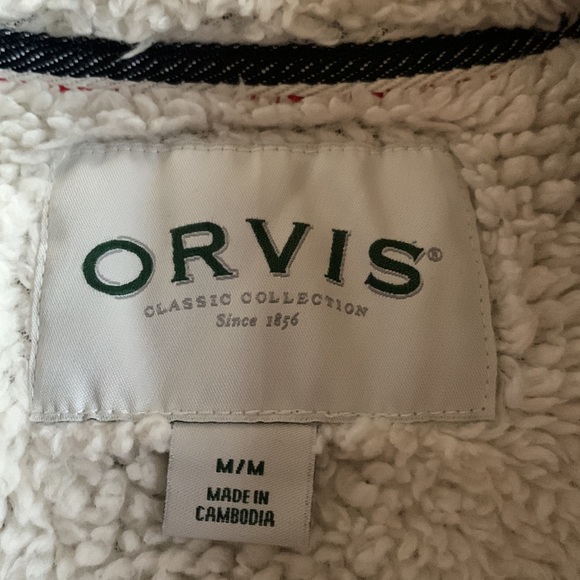 ORVIS®
CLASSIC COLLECTION
Since 1856
M/M
MADE IN
CAMBODIA